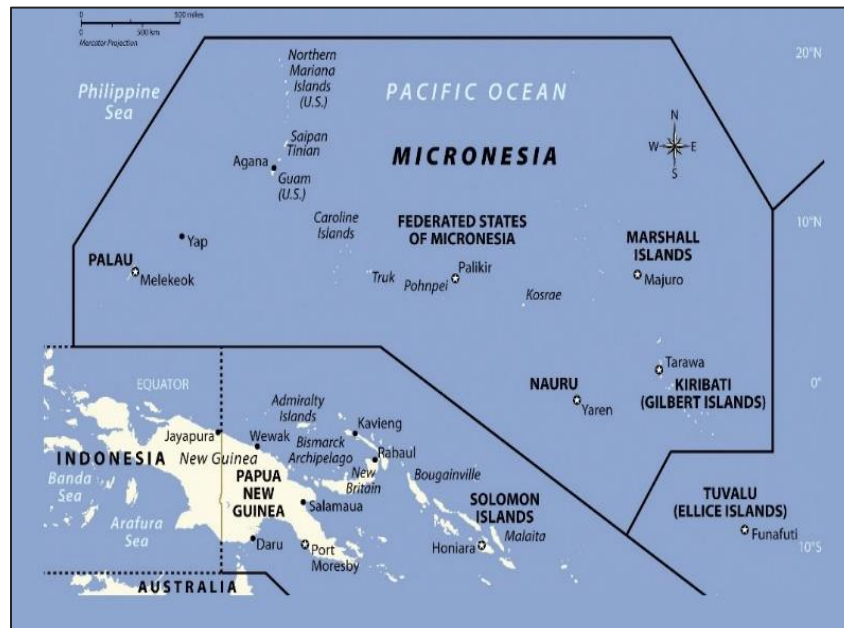 0 500 miles
0 500 km
Mercator Projection
Philippine
Sea
Northern
Mariana
Islands
(U.S.)
PACIFIC OCEAN
20°N
N
W E
S
Saipan
Tinian
Agana
Guam
(U.S.)
MICRONESIA
Caroline
Islands
FEDERATED STATES
OF MICRONESIA
10°N
Yap
PALAU
Melekeok
Truk
Pohnpei
Palikir
Kosrae
MARSHALL
ISLANDS
Majuro
Tarawa
KIRIBATI
(GILBERT ISLANDS)
NAURU
Yaren
0°
EQUATOR
Admiralty
Islands
Kavieng
Jayapura
Wewak
Bismarck
Archipelago
Rabaul
INDONESIA
New Guinea
Banda
Sea
PAPUA
NEW
GUINEA
New
Britain
Bougainville
Salamaua
SOLOMON
ISLANDS
Malaita
TUVALU
(ELLICE ISLANDS)
Funafuti
Arafura
Sea
Daru
Port
Moresby
Honiara
10°S
AUSTRALIA